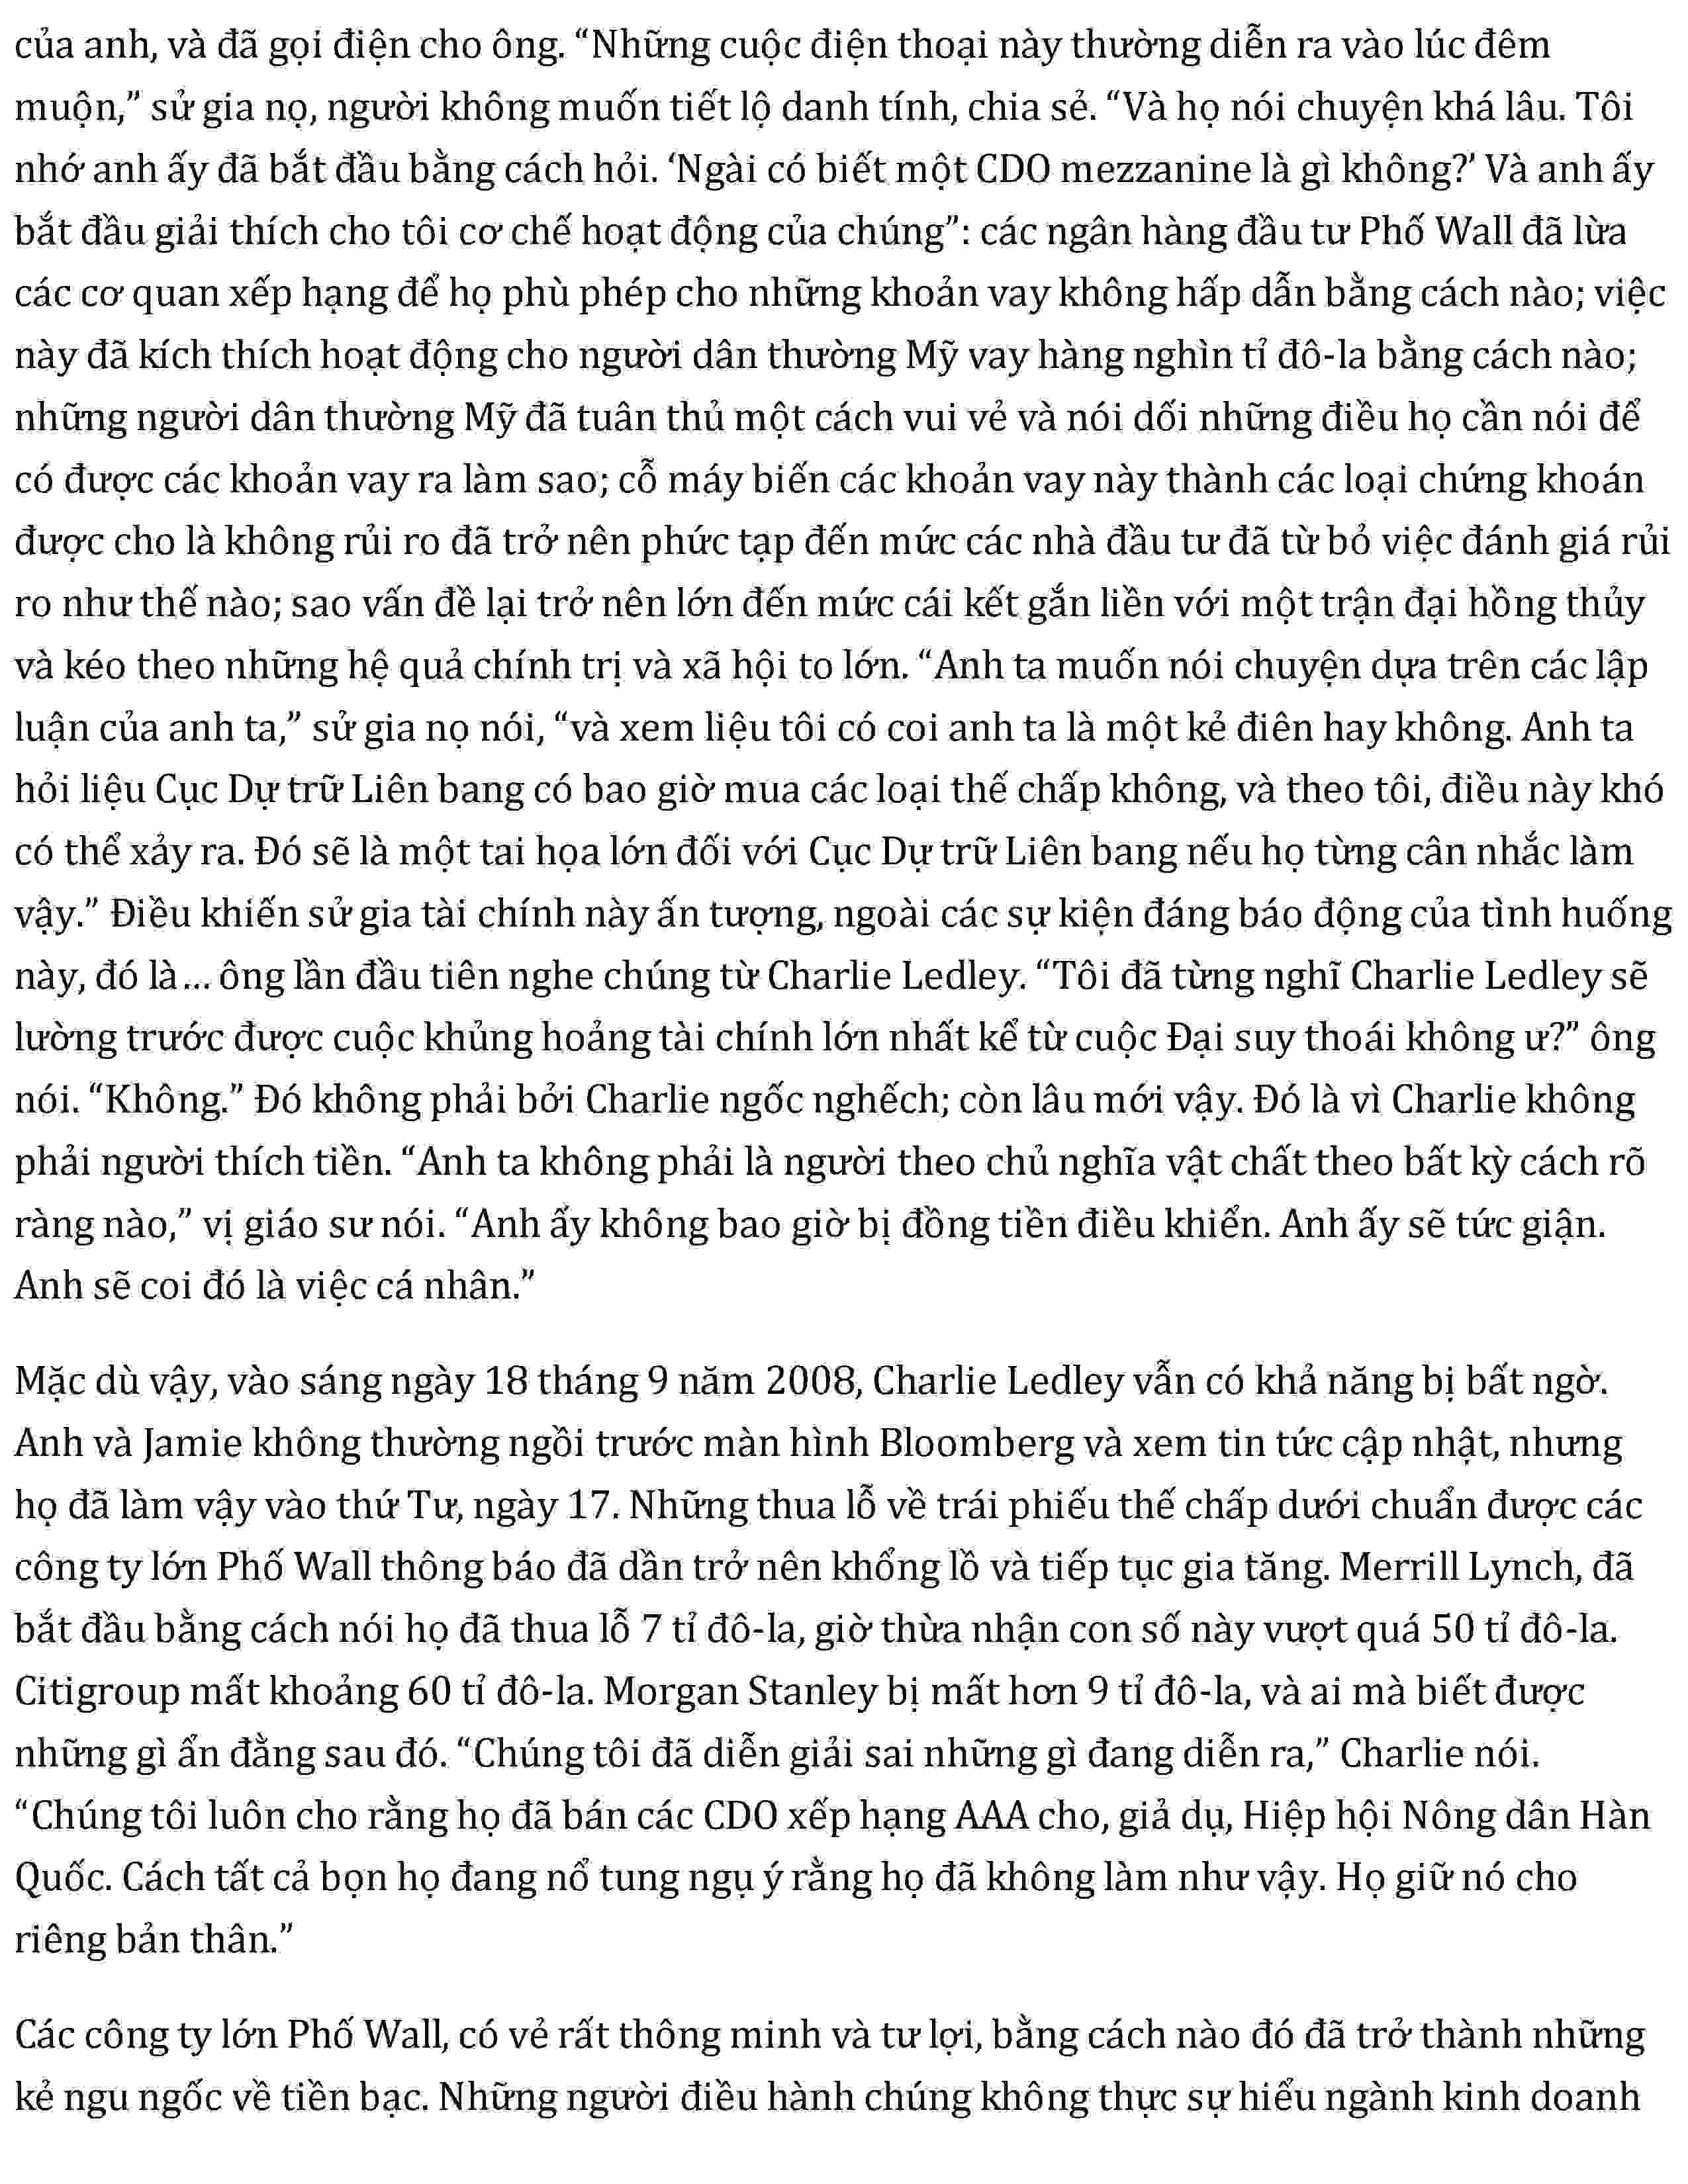 của anh, và đã gọi điện cho ông. “Những cuộc điện thoại này thường diễn ra vào lúc đêm
muộn,” sử gia nọ, người không muốn tiết lộ danh tính, chia sẻ. “Và họ nói chuyện khá lâu. Tôi
nhớ anh ấy đã bắt đầu bằng cách hỏi. ‘Ngài có biết một CDO mezzanine là gì không?’ Và anh ấy
bắt đầu giải thích cho tôi cơ chế hoạt động của chúng”: các ngân hàng đầu tư Phố Wall đã lừa
các cơ quan xếp hạng để họ phù phép cho những khoản vay không hấp dẫn bằng cách nào; việc
này đã kích thích hoạt động cho người dân thường Mỹ vay hàng nghìn tỉ đô-la bằng cách nào;
những người dân thường Mỹ đã tuân thủ một cách vui vẻ và nói dối những điều họ cần nói để
có được các khoản vay ra làm sao; cỗ máy biến các khoản vay này thành các loại chứng khoán
được cho là không rủi ro đã trở nên phức tạp đến mức các nhà đầu tư đã từ bỏ việc đánh giá rủi
ro như thế nào; sao vấn đề lại trở nên lớn đến mức cái kết gắn liền với một trận đại hồng thủy
và kéo theo những hệ quả chính trị và xã hội to lớn. “Anh ta muốn nói chuyện dựa trên các lập
luận của anh ta,” sử gia nọ nói, “và xem liệu tôi có coi anh ta là một kẻ điên hay không. Anh ta
hỏi liệu Cục Dự trữ Liên bang có bao giờ mua các loại thế chấp không, và theo tôi, điều này khó
có thể xảy ra. Đó sẽ là một tai họa lớn đối với Cục Dự trữ Liên bang nếu họ từng cân nhắc làm
vậy.” Điều khiến sử gia tài chính này ấn tượng, ngoài các sự kiện đáng báo động của tình huống
này, đó là... ông lần đầu tiên nghe chúng từ Charlie Ledley. “Tôi đã từng nghĩ Charlie Ledley sẽ
lường trước được cuộc khủng hoảng tài chính lớn nhất kể từ cuộc Đại suy thoái không ư?” ông
nói. “Không.” Đó không phải bởi Charlie ngốc nghếch; còn lâu mới vậy. Đó là vì Charlie không
phải người thích tiền. “Anh ta không phải là người theo chủ nghĩa vật chất theo bất kỳ cách rõ
ràng nào,” vị giáo sư nói. “Anh ấy không bao giờ bị đồng tiền điều khiển. Anh ấy sẽ tức giận.
Anh sẽ coi đó là việc cá nhân.”
Mặc dù vậy, vào sáng ngày 18 tháng 9 năm 2008, Charlie Ledley vẫn có khả năng bị bất ngờ.
Anh và Jamie không thường ngồi trước màn hình Bloomberg và xem tin tức cập nhật, nhưng
họ đã làm vậy vào thứ Tư, ngày 17. Những thua lỗ về trái phiếu thế chấp dưới chuẩn được các
công ty lớn Phố Wall thông báo đã dần trở nên khổng lồ và tiếp tục gia tăng. Merrill Lynch, đã
bắt đầu bằng cách nói họ đã thua lỗ 7 tỉ đô-la, giờ thừa nhận con số này vượt quá 50 tỉ đô-la.
Citigroup mất khoảng 60 tỉ đô-la. Morgan Stanley bị mất hơn 9 tỉ đô-la, và ai mà biết được
những gì ẩn đằng sau đó. “Chúng tôi đã diễn giải sai những gì đang diễn ra,” Charlie nói.
“Chúng tôi luôn cho rằng họ đã bán các CDO xếp hạng AAA cho, giả dụ, Hiệp hội Nông dân Hàn
Quốc. Cách tất cả bọn họ đang nổ tung ngụ ý rằng họ đã không làm như vậy. Họ giữ nó cho
riêng bản thân.”
Các công ty lớn Phố Wall, có vẻ rất thông minh và tư lợi, bằng cách nào đó đã trở thành những
kẻ ngu ngốc về tiền bạc. Những người điều hành chúng không thực sự hiểu ngành kinh doanh